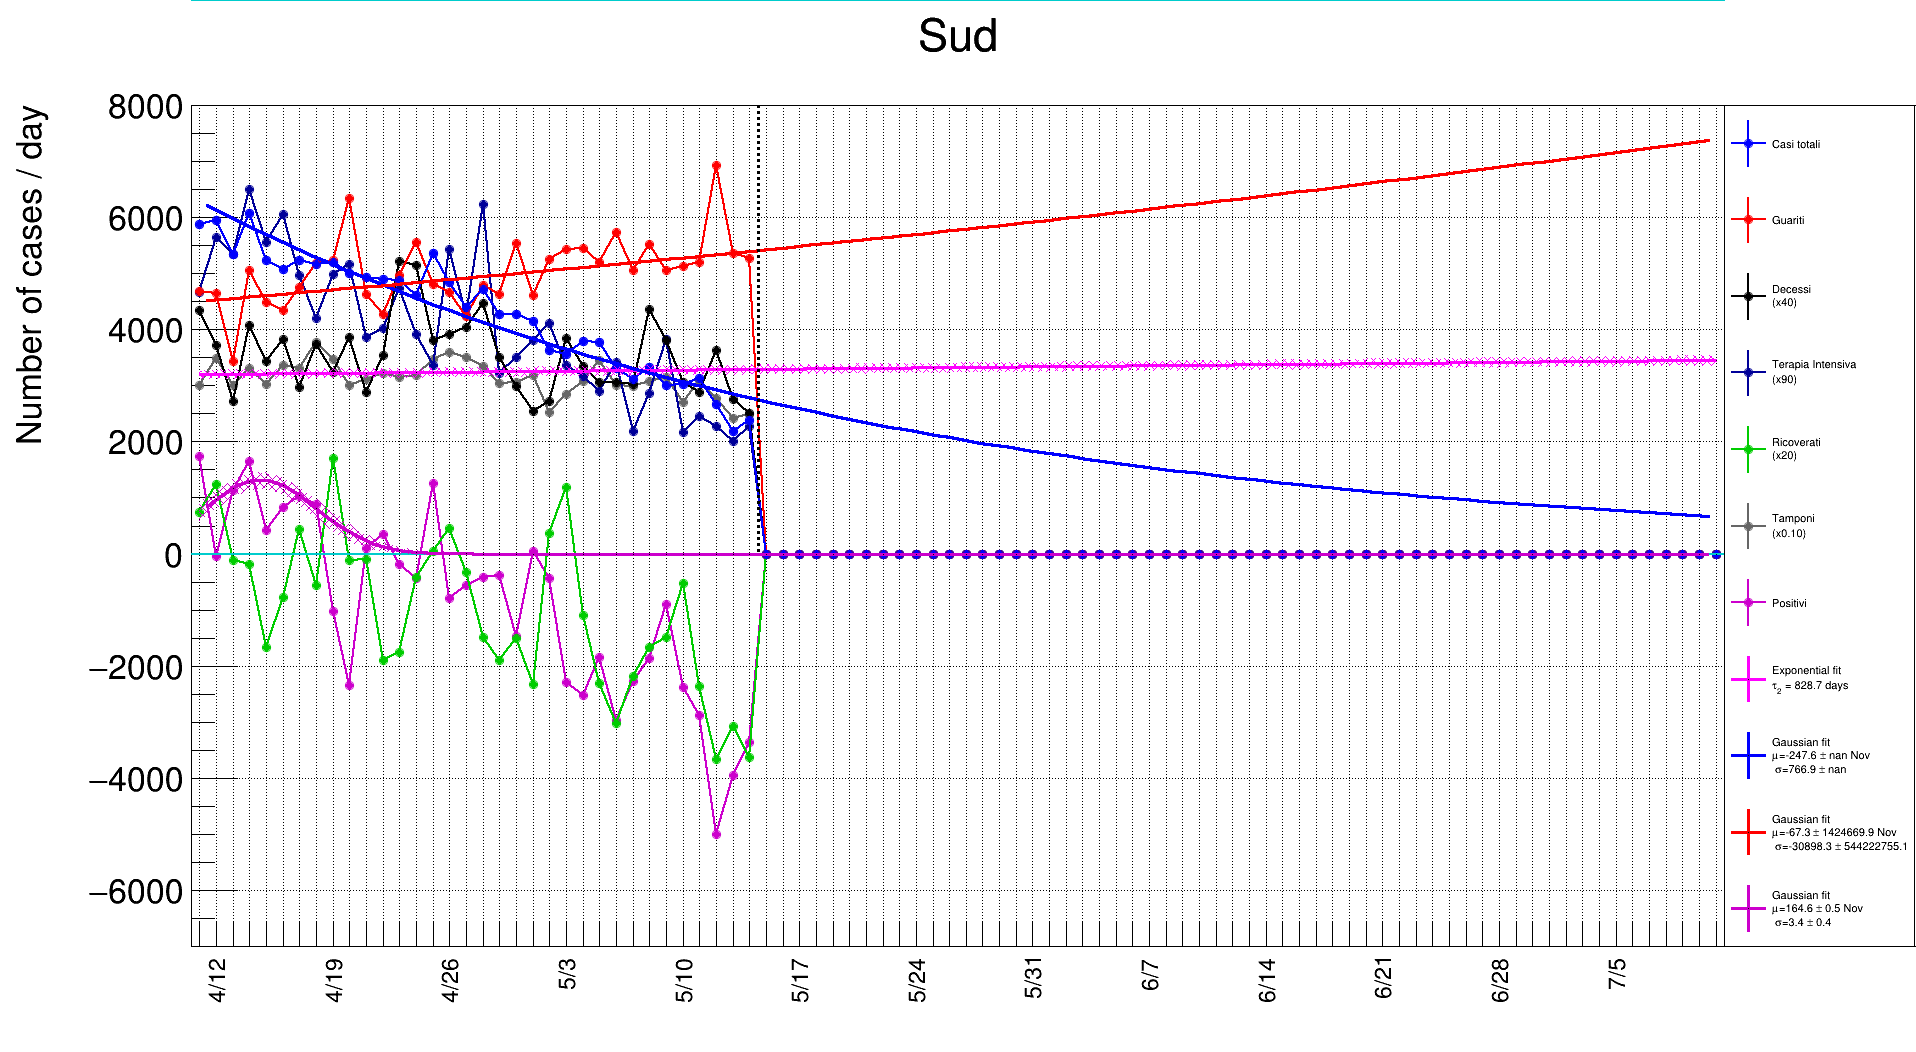 Sud
Number of cases / day
8000
6000
4000
2000
0
−2000
−4000
−6000
4/12
4/19
4/26
5/3
5/10
5/17
5/24
5/31
6/7
6/14
6/21
6/28
7/5
Casi totali
Guariti
Decessi
(x40)
Terapia Intensiva
(x90)
Ricoverati
(x20)
Tamponi
(x0.10)
Positivi
Exponential fit
τ2 = 828.7 days
Gaussian fit
μ=-247.6 ± nan Nov
σ=766.9 ± nan
Gaussian fit
μ=-67.3 ± 1424669.9 Nov
σ=-30898.3 ± 544222755.1
Gaussian fit
μ=164.6 ± 0.5 Nov
σ=3.4 ± 0.4